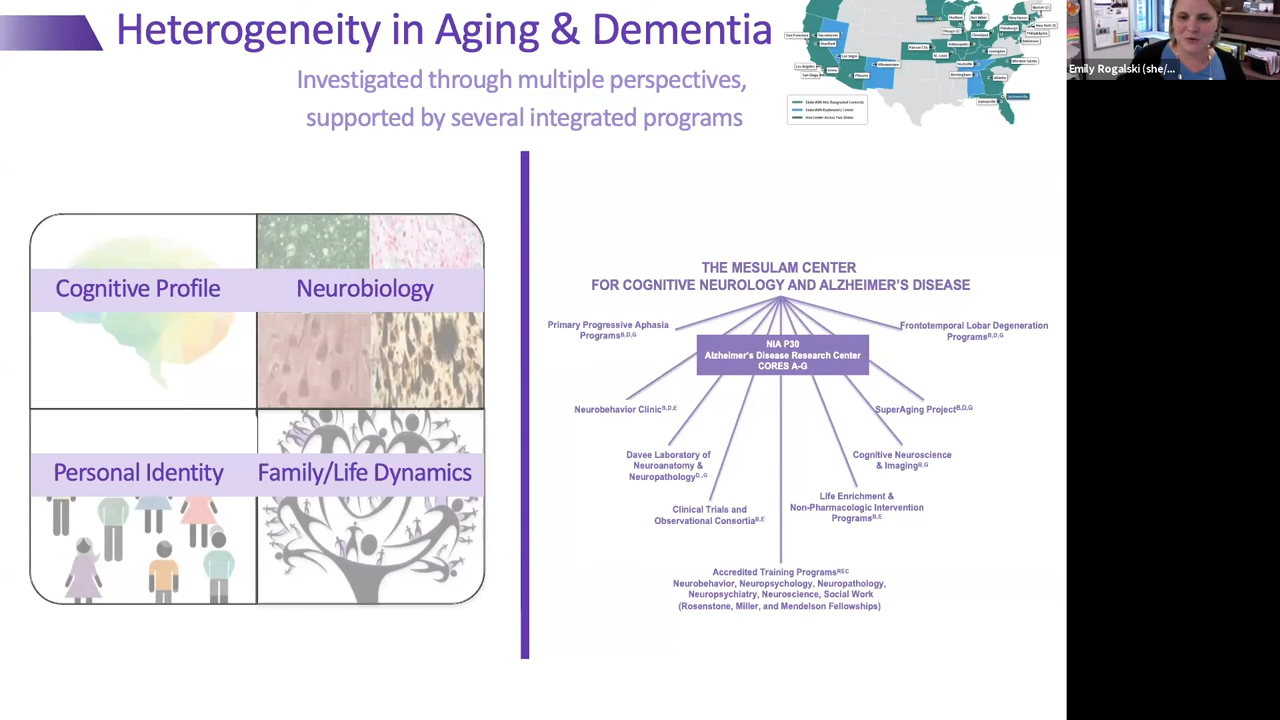 Heterogeneity in Aging & Dementia
Investigated through multiple perspectives,
supported by several integrated programs
Emily Rogalski (she/...
Cognitive Profile
Neurobiology
Personal Identity
Family/Life Dynamics
THE MESULAM CENTER
FOR COGNITIVE NEUROLOGY AND ALZHEIMER'S DISEASE
Primary Progressive Aphasia
Programs B,D,G
Frontotemporal Lobar Degeneration
Programs B,D,G
NIA P30
Alzheimer's Disease Research Center
CORES A-G
Neurobehavior Clinic B,D,E
SuperAging Project B,D,G
Davee Laboratory of
Neuroanatomy &
Neuropathology D,,G
Cognitive Neuroscience
& Imaging B,G
Clinical Trials and
Observational Consortia B,E
Life Enrichment &
Non-Pharmacologic Intervention
Programs B,E
Accredited Training Programs REC
Neurobehavior, Neuropsychology, Neuropathology,
Neuropsychiatry, Neuroscience, Social Work
(Rosenstone, Miller, and Mendelson Fellowships)